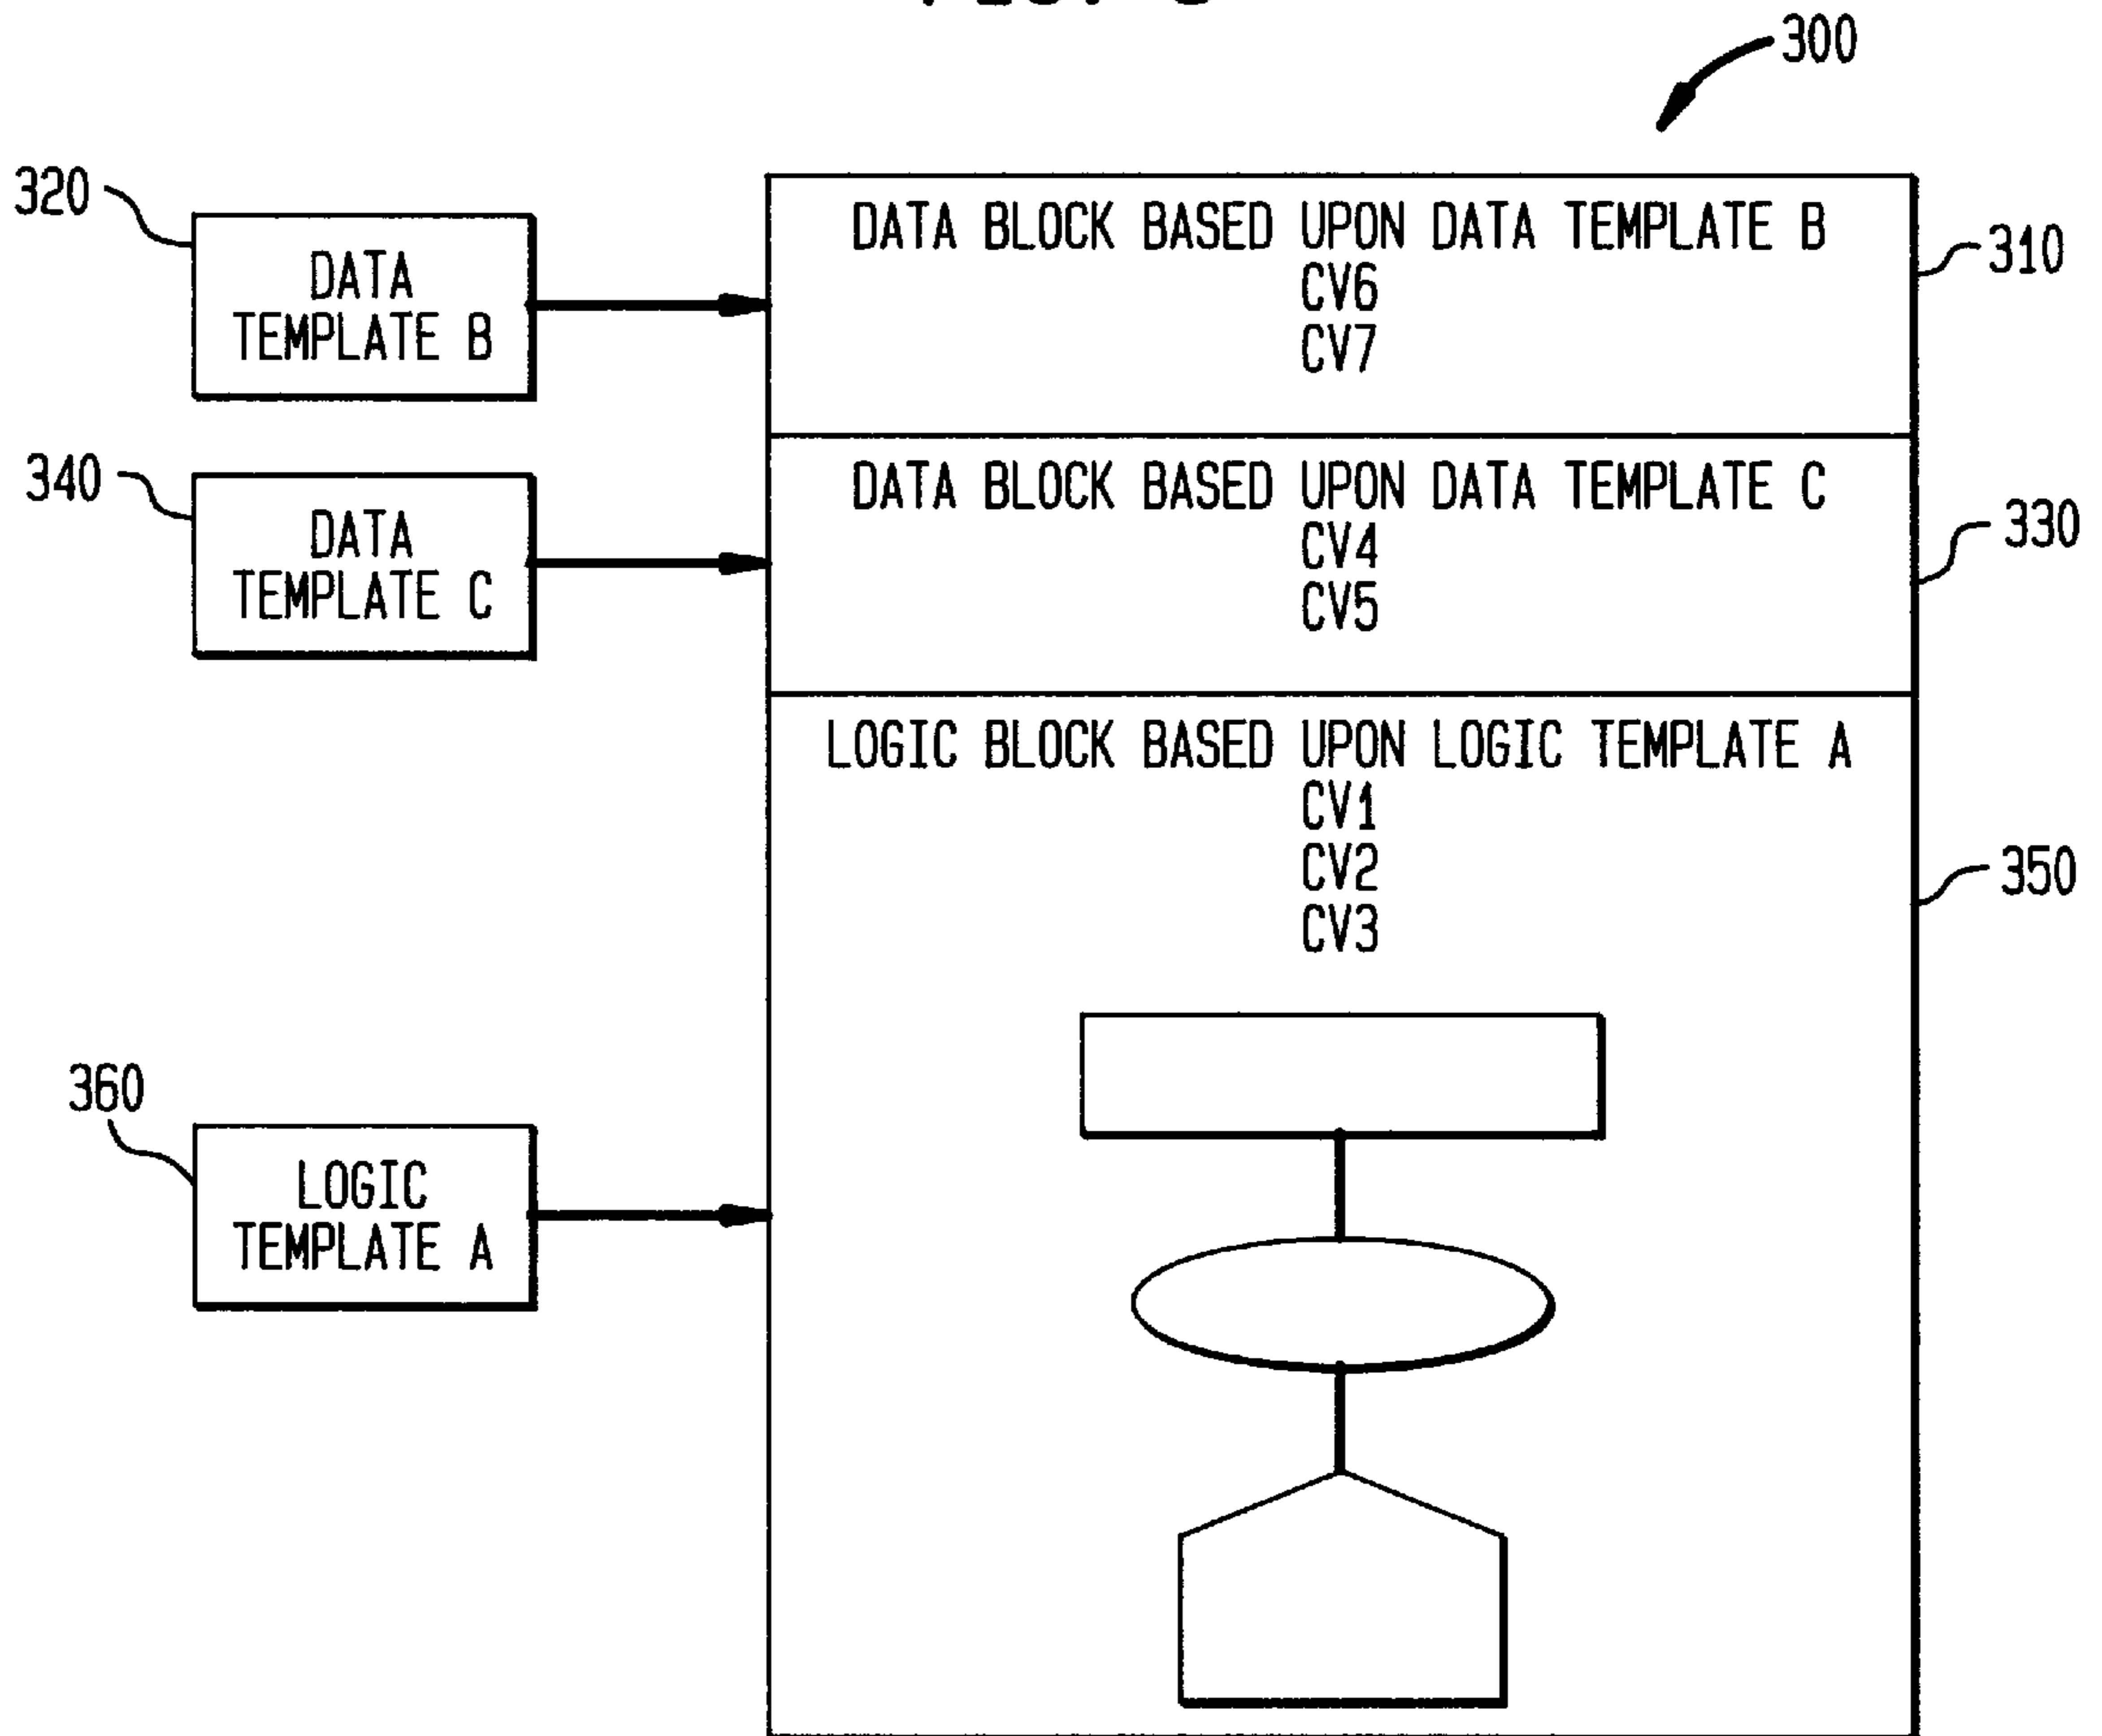 300
320
DATA
TEMPLATE B
DATA BLOCK BASED UPON DATA TEMPLATE B
CV6
CV7
310
340
DATA
TEMPLATE C
DATA BLOCK BASED UPON DATA TEMPLATE C
CV4
CV5
330
LOGIC BLOCK BASED UPON LOGIC TEMPLATE A
CV1
CV2
CV3
350
360
LOGIC
TEMPLATE A